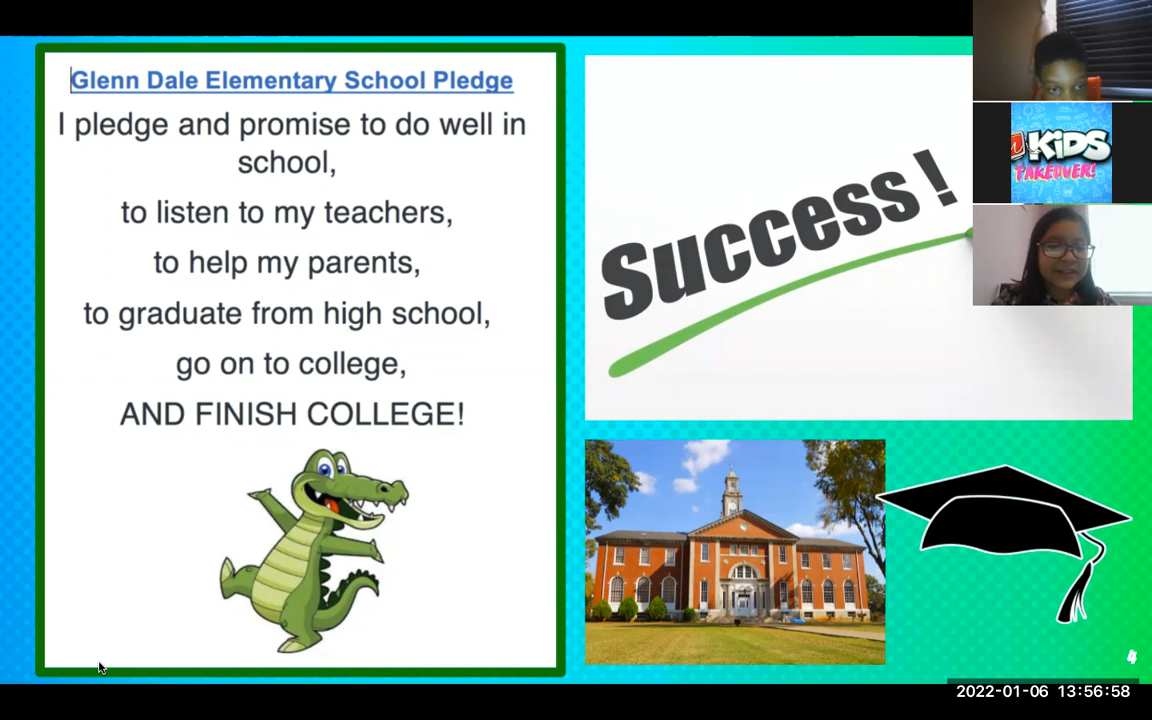 Glenn Dale Elementary School Pledge
I pledge and promise to do well in
school,
to listen to my teachers,
to help my parents,
to graduate from high school,
go on to college,
AND FINISH COLLEGE!
Success !
KiDS
TAKEOVER!
4
2022-01-06 13:56:58